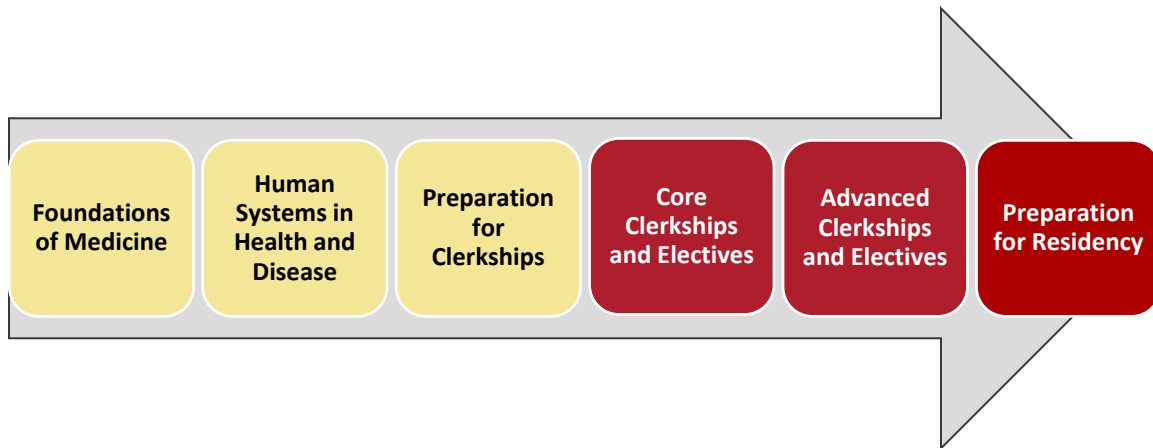 Foundations
of Medicine
Human
Systems in
Health and
Disease
Preparation
for
Clerkships
Core
Clerkships
and Electives
Advanced
Clerkships
and Electives
Preparation
for Residency